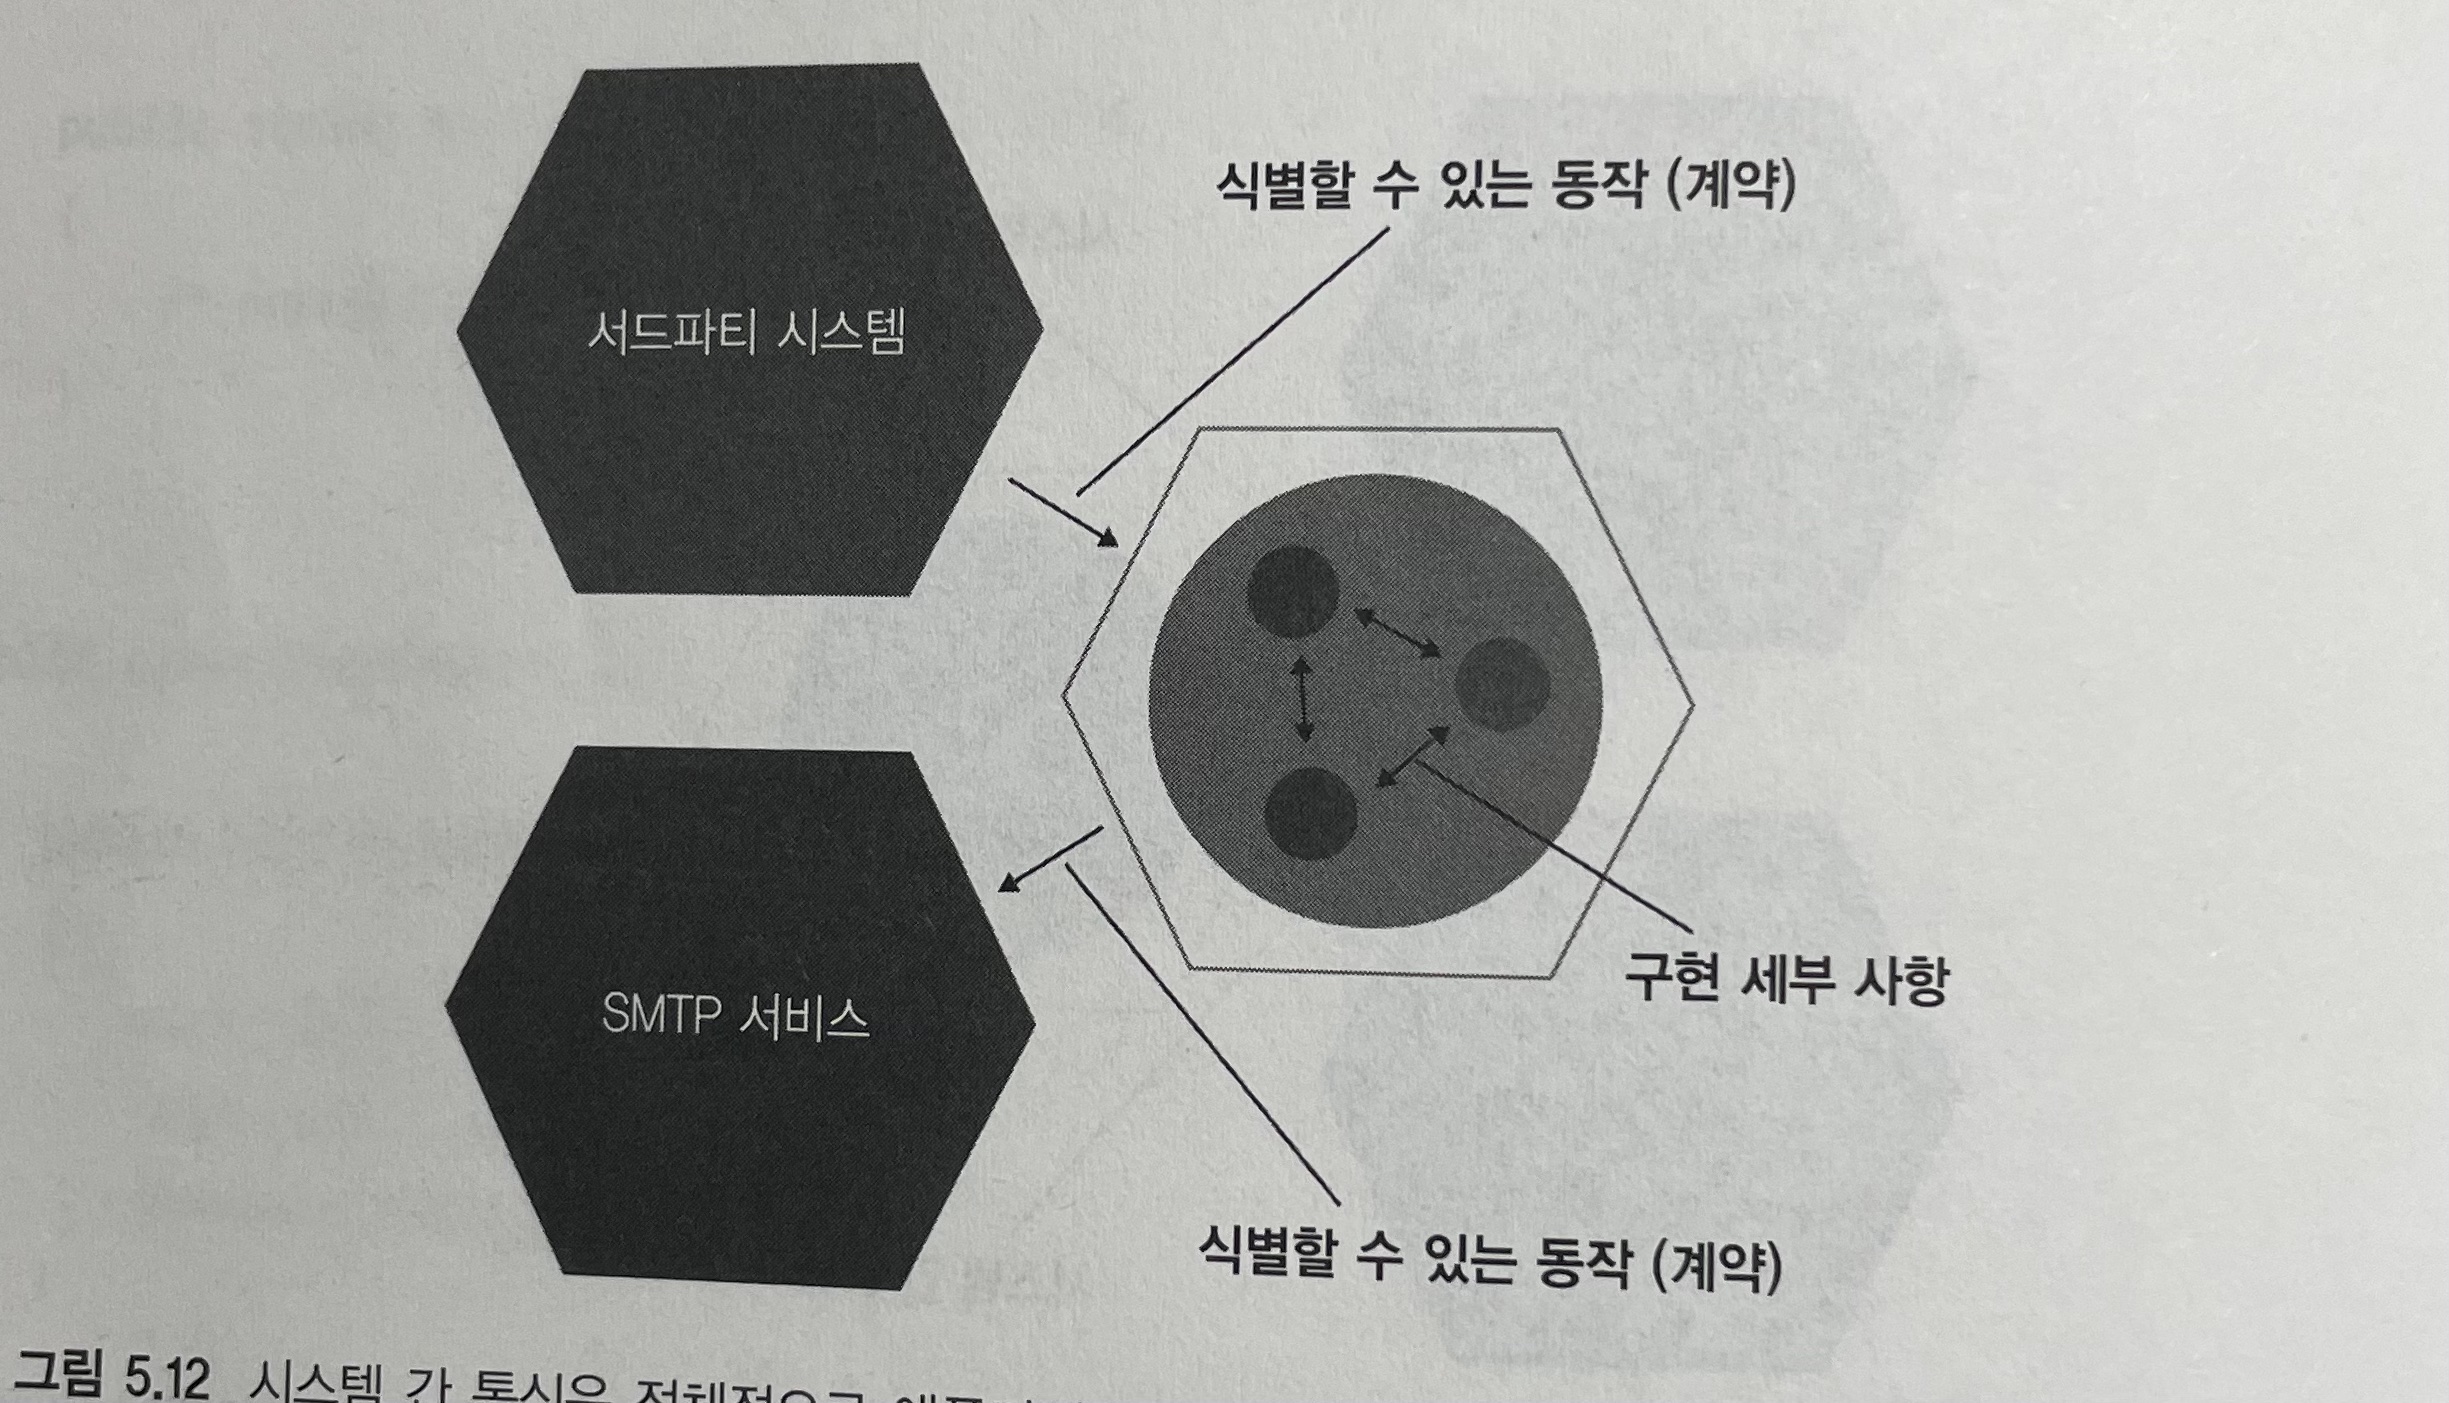 식별할 수 있는 동작 (계약)
서드파티 시스템
구현 세부 사항
SMTP 서비스
식별할 수 있는 동작 (계약)
그림 5.12 시스템 간 통신은 전체적으로